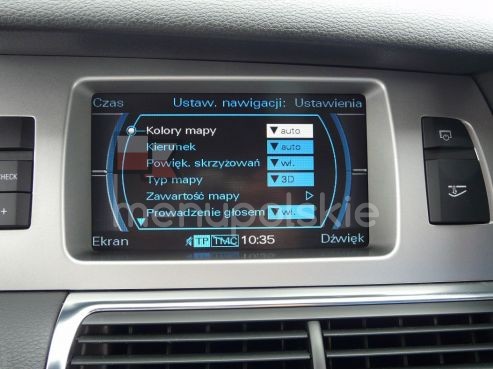 Czas Ustaw. nawigacji: Ustawienia
Kolory mapy ▼ auto
Kierunek ▼ auto
Powięk. skrzyżowań ▼ wł.
Typ mapy ▼ 3D
Zawartość mapy ▷
Prowadzenie głosem ▼ wł.
menupolskie
Ekran TP TMC 10:35 Dźwięk
CHECK
+